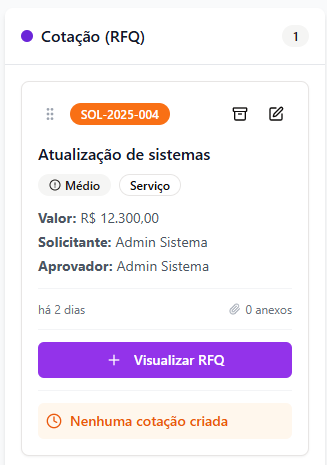 Cotação (RFQ)
1
SOL-2025-004
Atualização de sistemas
Médio
Serviço
Valor: R$ 12.300,00
Solicitante: Admin Sistema
Aprovador: Admin Sistema
há 2 dias
0 anexos
Visualizar RFQ
Nenhuma cotação criada